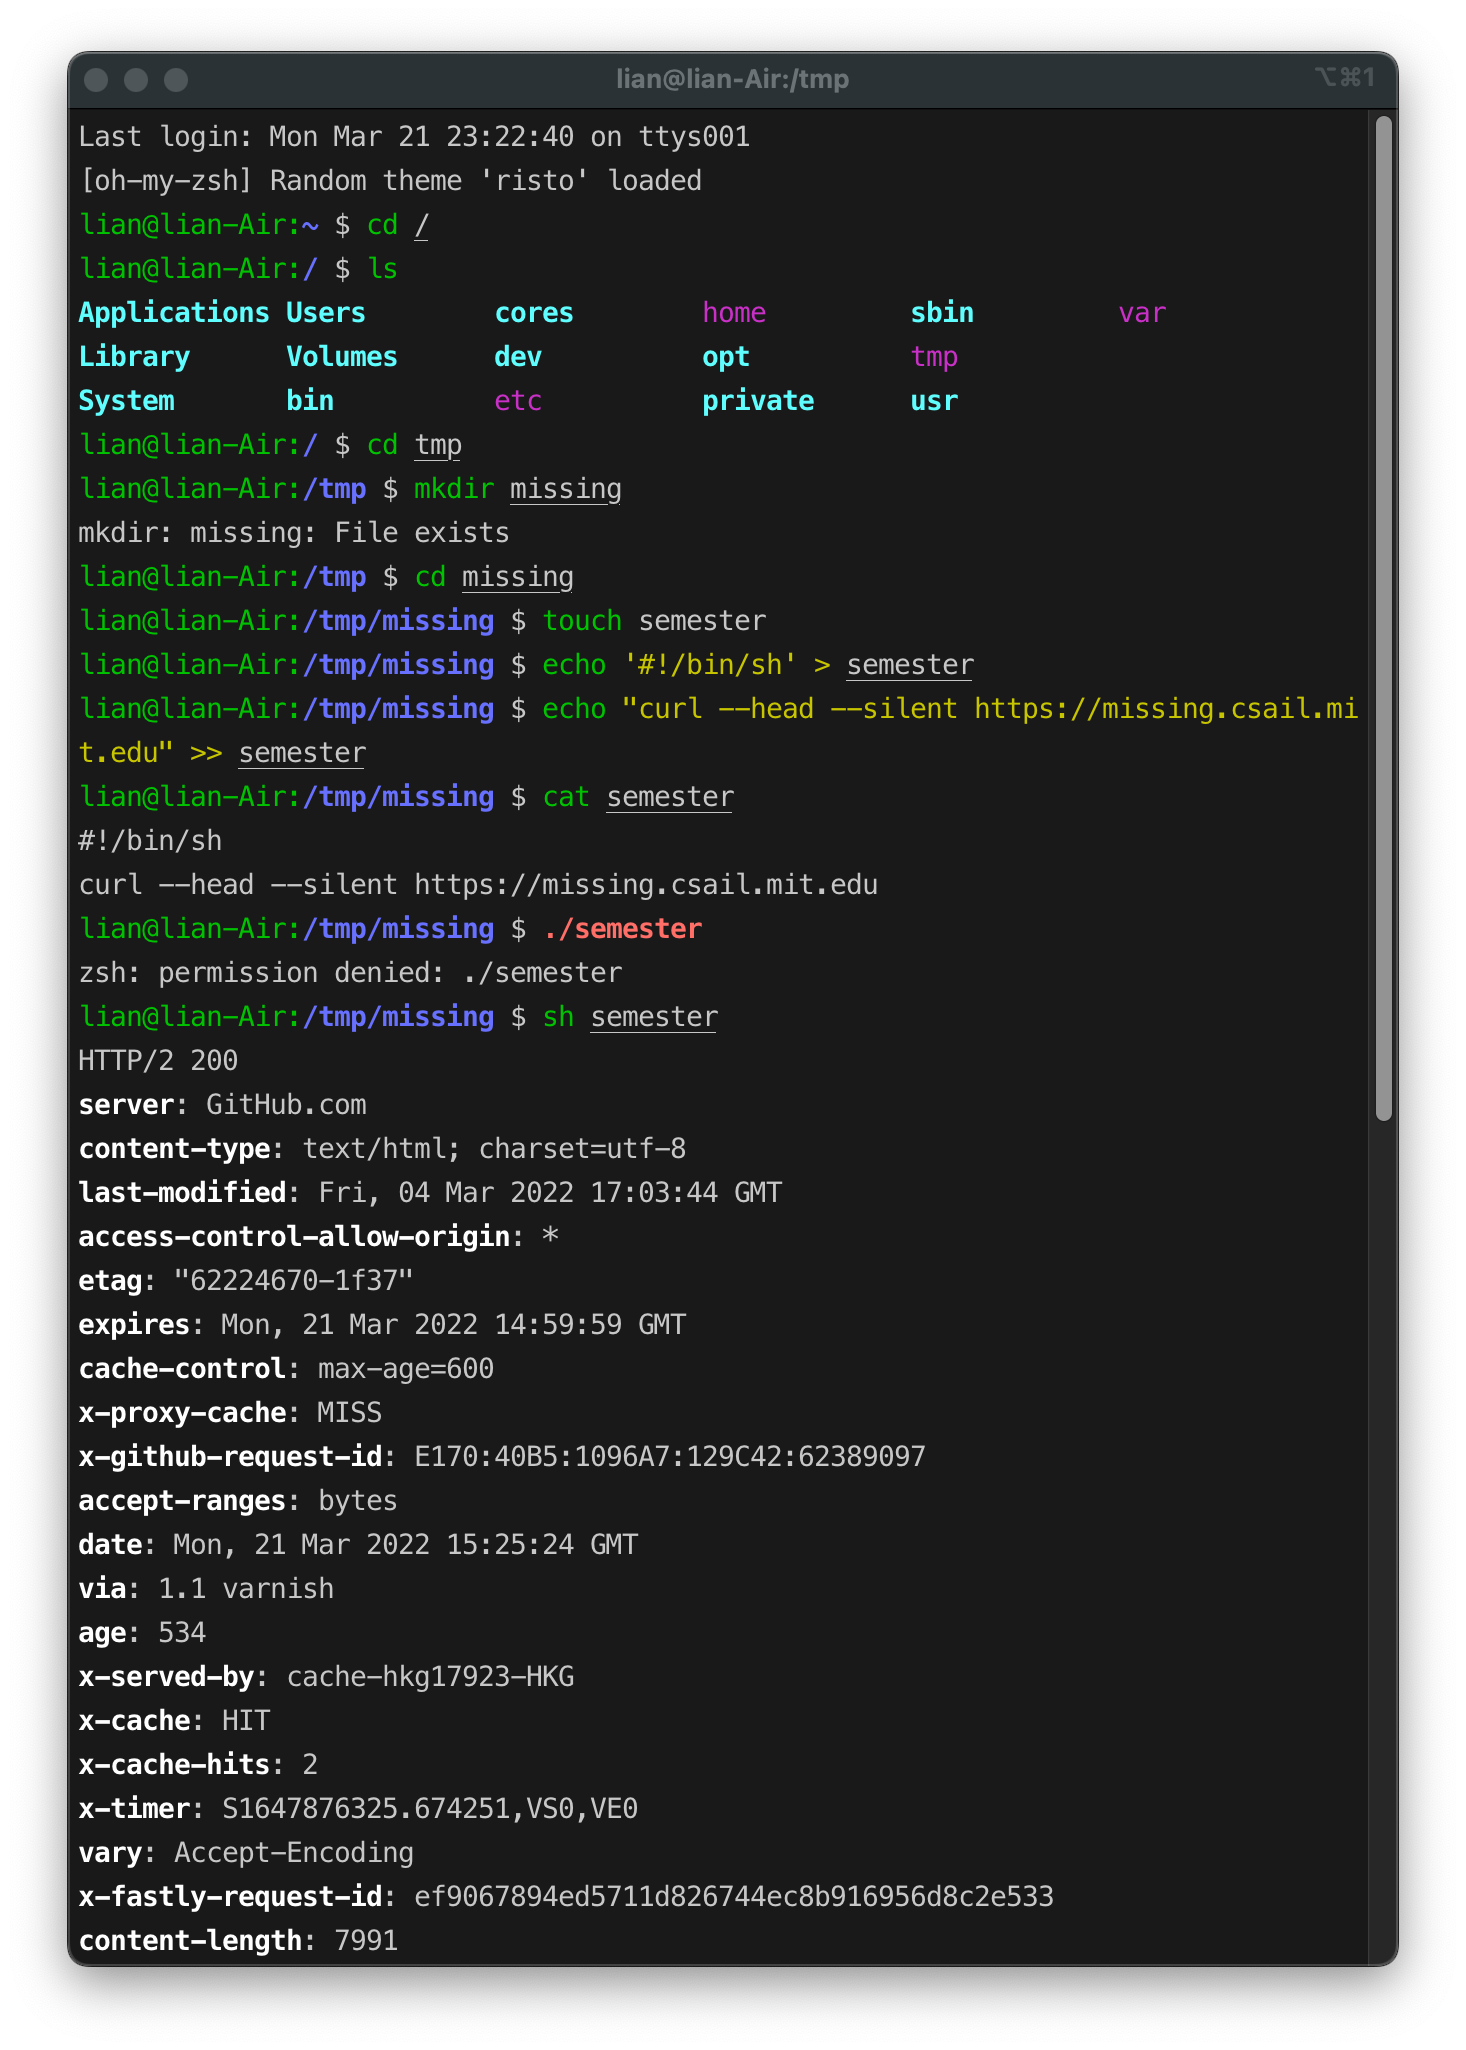 lian@lian-Air:/tmp ⌥⌘1
Last login: Mon Mar 21 23:22:40 on ttys001
[oh-my-zsh] Random theme 'risto' loaded
lian@lian-Air:~ $ cd /
lian@lian-Air:/ $ ls
Applications Users cores home sbin var
Library Volumes dev opt tmp
System bin etc private usr
lian@lian-Air:/ $ cd tmp
lian@lian-Air:/tmp $ mkdir missing
mkdir: missing: File exists
lian@lian-Air:/tmp $ cd missing
lian@lian-Air:/tmp/missing $ touch semester
lian@lian-Air:/tmp/missing $ echo '#!/bin/sh' > semester
lian@lian-Air:/tmp/missing $ echo "curl --head --silent https://missing.csail.mi
t.edu" >> semester
lian@lian-Air:/tmp/missing $ cat semester
#!/bin/sh
curl --head --silent https://missing.csail.mit.edu
lian@lian-Air:/tmp/missing $ ./semester
zsh: permission denied: ./semester
lian@lian-Air:/tmp/missing $ sh semester
HTTP/2 200
server: GitHub.com
content-type: text/html; charset=utf-8
last-modified: Fri, 04 Mar 2022 17:03:44 GMT
access-control-allow-origin: *
etag: "62224670-1f37"
expires: Mon, 21 Mar 2022 14:59:59 GMT
cache-control: max-age=600
x-proxy-cache: MISS
x-github-request-id: E170:40B5:1096A7:129C42:62389097
accept-ranges: bytes
date: Mon, 21 Mar 2022 15:25:24 GMT
via: 1.1 varnish
age: 534
x-served-by: cache-hkg17923-HKG
x-cache: HIT
x-cache-hits: 2
x-timer: S1647876325.674251,VS0,VE0
vary: Accept-Encoding
x-fastly-request-id: ef9067894ed5711d826744ec8b916956d8c2e533
content-length: 7991